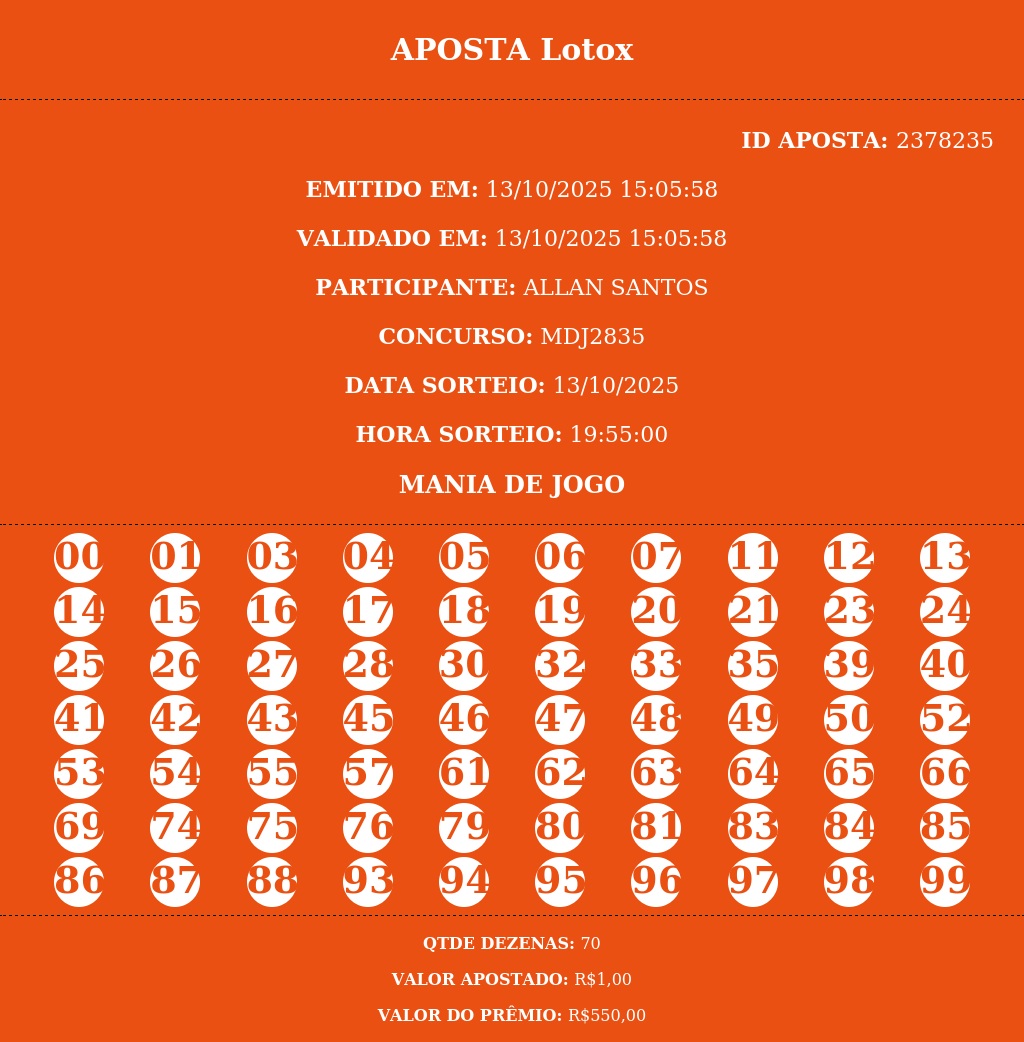 APOSTA Lotox
ID APOSTA: 2378235
EMITIDO EM: 13/10/2025 15:05:58
VALIDADO EM: 13/10/2025 15:05:58
PARTICIPANTE: ALLAN SANTOS
CONCURSO: MDJ2835
DATA SORTEIO: 13/10/2025
HORA SORTEIO: 19:55:00
MANIA DE JOGO
00 01 03 04 05 06 07 11 12 13
14 15 16 17 18 19 20 21 23 24
25 26 27 28 30 32 33 35 39 40
41 42 43 45 46 47 48 49 50 52
53 54 55 57 61 62 63 64 65 66
69 74 75 76 79 80 81 83 84 85
86 87 88 93 94 95 96 97 98 99
QTDE DEZENAS: 70
VALOR APOSTADO: R$1,00
VALOR DO PRÊMIO: R$550,00